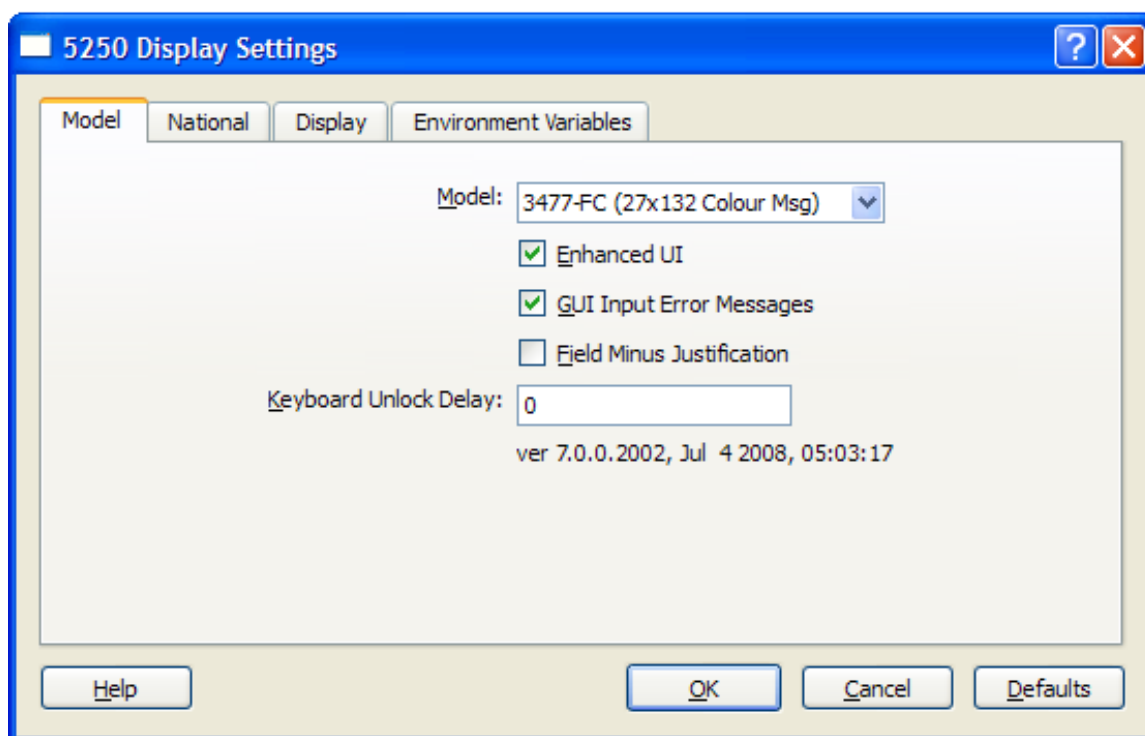 5250 Display Settings
Model National Display Environment Variables
Model: 3477-FC (27x132 Colour Msg)
Enhanced UI
GUI Input Error Messages
Field Minus Justification
Keyboard Unlock Delay: 0
ver 7.0.0.2002, Jul  4 2008, 05:03:17
Help OK Cancel Defaults